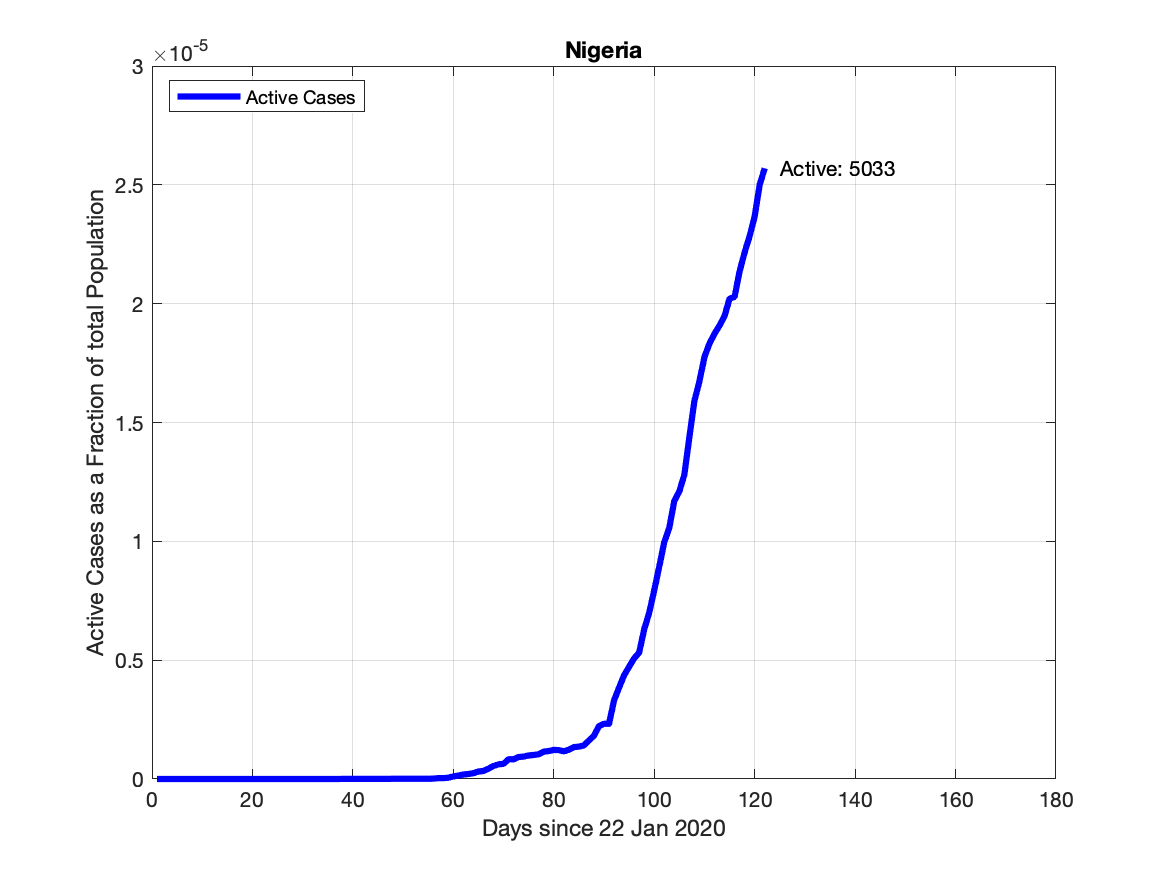 Nigeria
×10-5
Active Cases
Active: 5033
3
2.5
2
1.5
1
0.5
0
Active Cases as a Fraction of total Population
0 20 40 60 80 100 120 140 160 180
Days since 22 Jan 2020